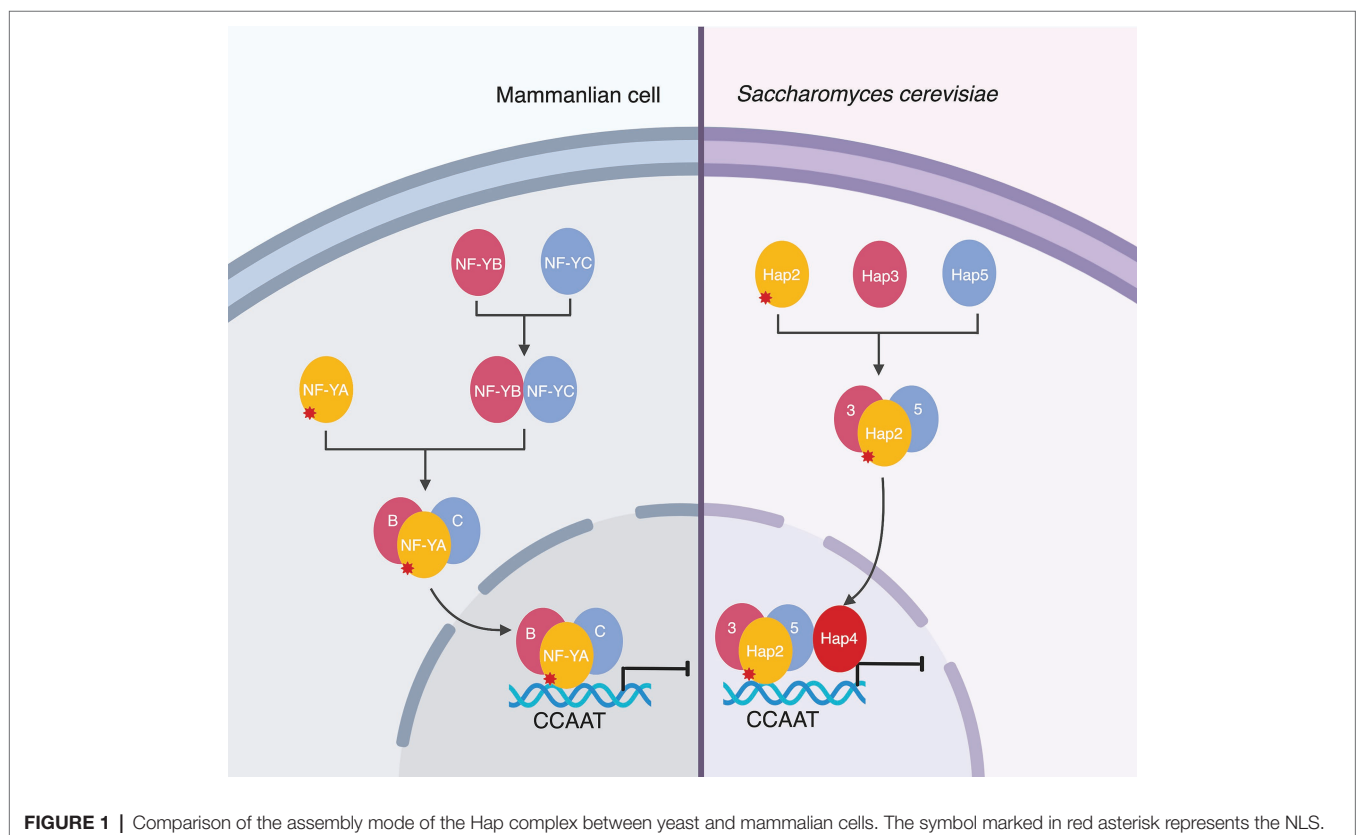 Mammanlian cell
Saccharomyces cerevisiae
NF-YB
NF-YC
NF-YA
NF-YB
NF-YC
B
C
NF-YA
B
C
NF-YA
CCAAT
Hap2
Hap3
Hap5
3
5
Hap2
3
5
Hap4
Hap2
CCAAT
FIGURE 1 | Comparison of the assembly mode of the Hap complex between yeast and mammalian cells. The symbol marked in red asterisk represents the NLS.